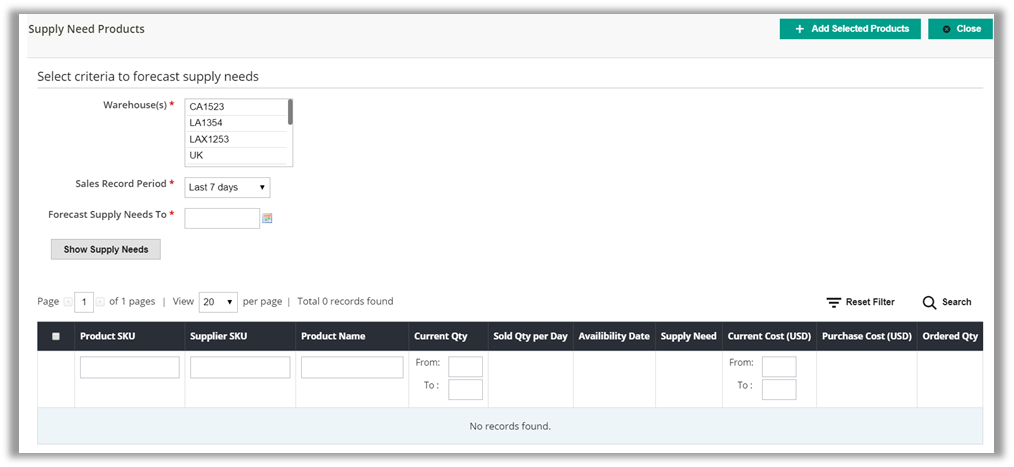 Supply Need Products
+ Add Selected Products
Close
Select criteria to forecast supply needs
Warehouse(s) *
CA1523
LA1354
LAX1253
UK
Sales Record Period *
Last 7 days
Forecast Supply Needs To *
Show Supply Needs
Page 1 of 1 pages | View 20 per page | Total 0 records found
Reset Filter
Search
Product SKU Supplier SKU Product Name Current Qty Sold Qty per Day Availibility Date Supply Need Current Cost (USD) Purchase Cost (USD) Ordered Qty
From: From:
To : To :
No records found.